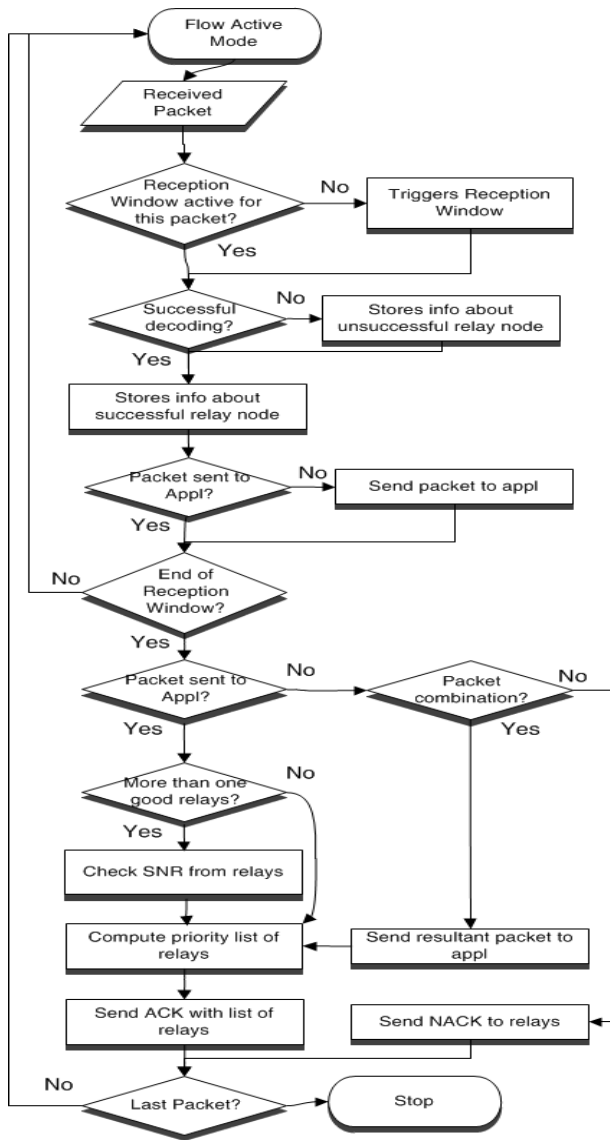 Flow Active
Mode
Received
Packet
Reception
Window active for
this packet?
No
Triggers Reception
Window
Yes
Successful
decoding?
No
Stores info about
unsuccessful relay node
Yes
Stores info about
successful relay node
Packet sent to
Appl?
No
Send packet to appl
Yes
No
End of
Reception
Window?
Yes
Packet sent to
Appl?
No
Packet
combination?
No
Yes
Yes
More than one
good relays?
No
Yes
Check SNR from relays
Compute priority list of
relays
Send resultant packet to
appl
Send ACK with list of
relays
Send NACK to relays
No
Last Packet?
Stop